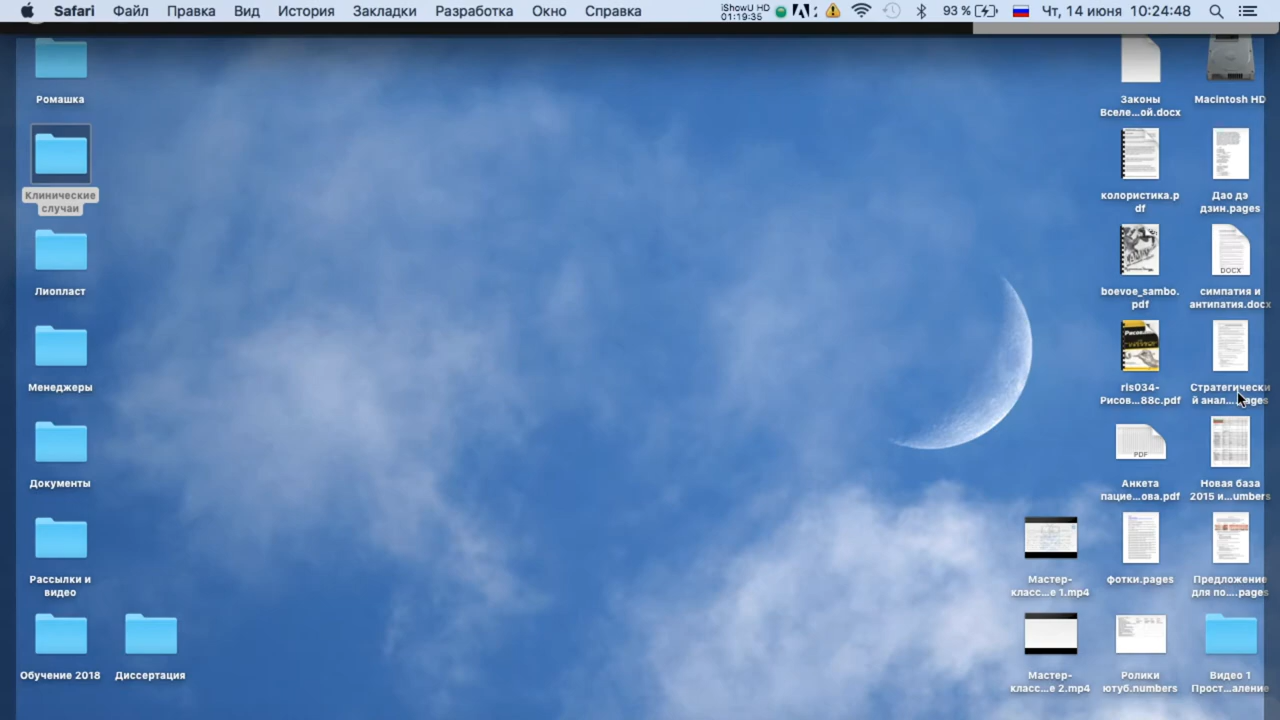 Safari Файл Правка Вид История Закладки Разработка Окно Справка
iShowU HD
01:19:35
93 %
Чт, 14 июня 10:24:48
Ромашка
Клинические
случаи
Лиопласт
Менеджеры
Документы
Рассылки и
видео
Обучение 2018
Диссертация
Законы
Вселе...ой.docx
Macintosh HD
колористика.p
df
Дао дэ
дзин.pages
boevoe_sambo.
pdf
DOCX
симпатия и
антипатия.docx
ris034-
Рисов...88c.pdf
Стратегически
й анал...ages
PDF
Анкета
пацие...ова.pdf
Новая база
2015 и...umbers
Мастер-
класс...е 1.mp4
фотки.pages
Предложение
для по....pages
Мастер-
класс...е 2.mp4
Ролики
ютуб.numbers
Видео 1
Прост...аление